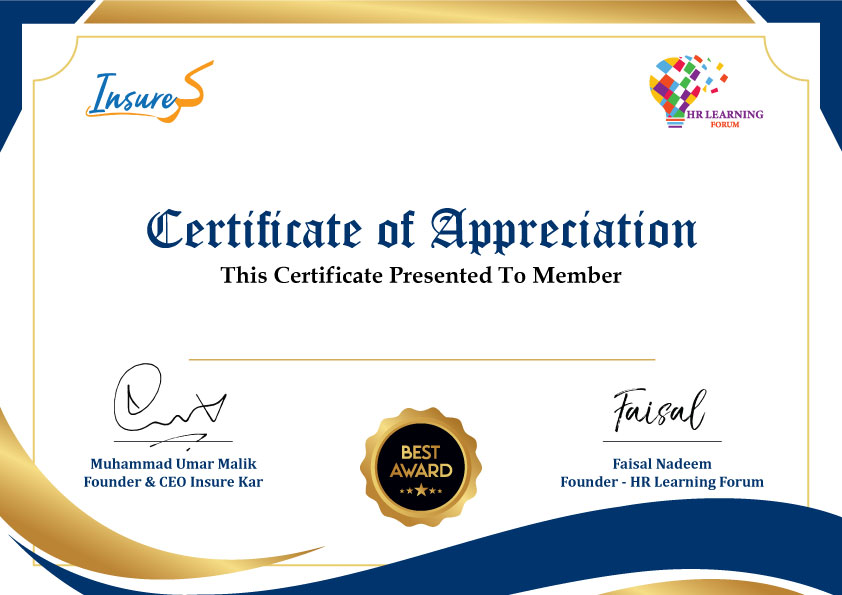 Insure
HR LEARNING
FORUM
Certificate of Appreciation
This Certificate Presented To Member
Faisal
Muhammad Umar Malik
Founder & CEO Insure Kar
BEST
AWARD
Faisal Nadeem
Founder - HR Learning Forum